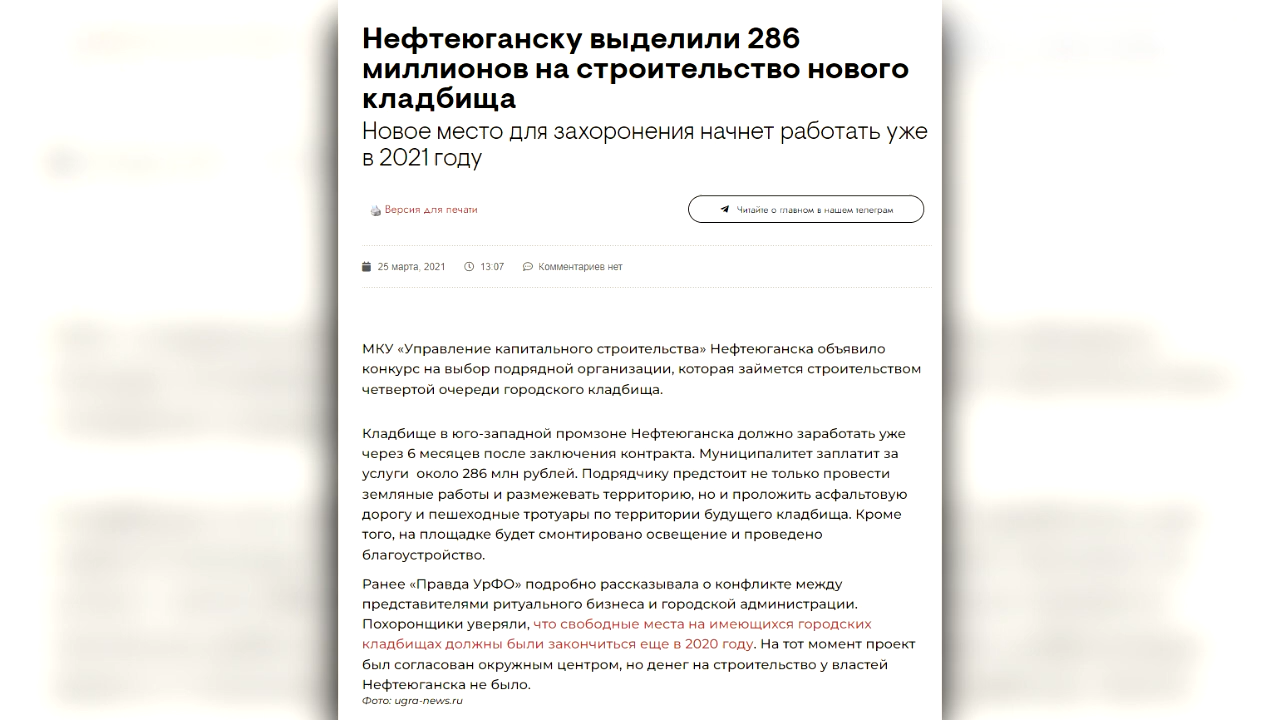 Нефтеюганску выделили 286
миллионов на строительство нового
кладбища
Новое место для захоронения начнет работать уже
в 2021 году
Версия для печати
Читайте о главном в нашем телеграм
25 марта, 2021 13:07 Комментариев нет
МКУ «Управление капитального строительства» Нефтеюганска объявило
конкурс на выбор подрядной организации, которая займется строительством
четвертой очереди городского кладбища.
Кладбище в юго-западной промзоне Нефтеюганска должно заработать уже
через 6 месяцев после заключения контракта. Муниципалитет заплатит за
услуги около 286 млн рублей. Подрядчику предстоит не только провести
земляные работы и размежевать территорию, но и проложить асфальтовую
дорогу и пешеходные тротуары по территории будущего кладбища. Кроме
того, на площадке будет смонтировано освещение и проведено
благоустройство.
Ранее «Правда УрФО» подробно рассказывала о конфликте между
представителями ритуального бизнеса и городской администрации.
Похоронщики уверяли, что свободные места на имеющихся городских
кладбищах должны были закончиться еще в 2020 году. На тот момент проект
был согласован окружным центром, но денег на строительство у властей
Нефтеюганска не было.
Фото: ugra-news.ru